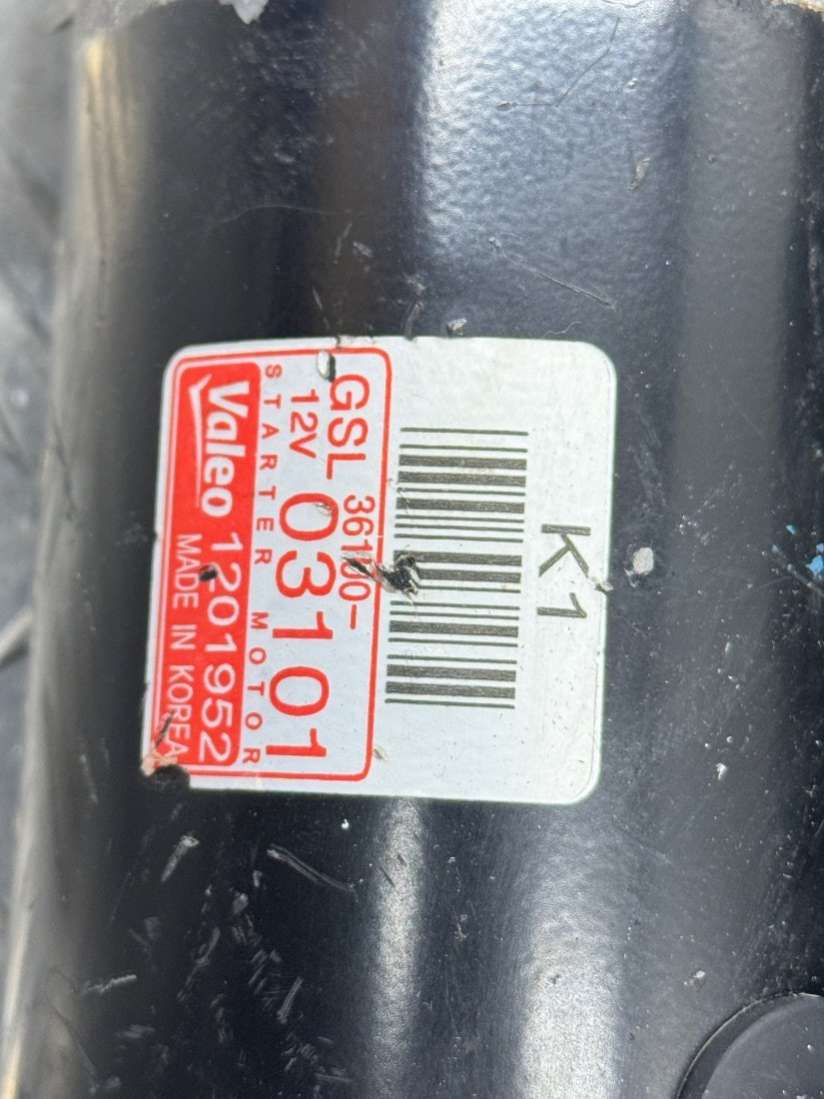 K1
GSL 36100-
12V 03101
STARTER MOTOR
Valeo 1201952
MADE IN KOREA